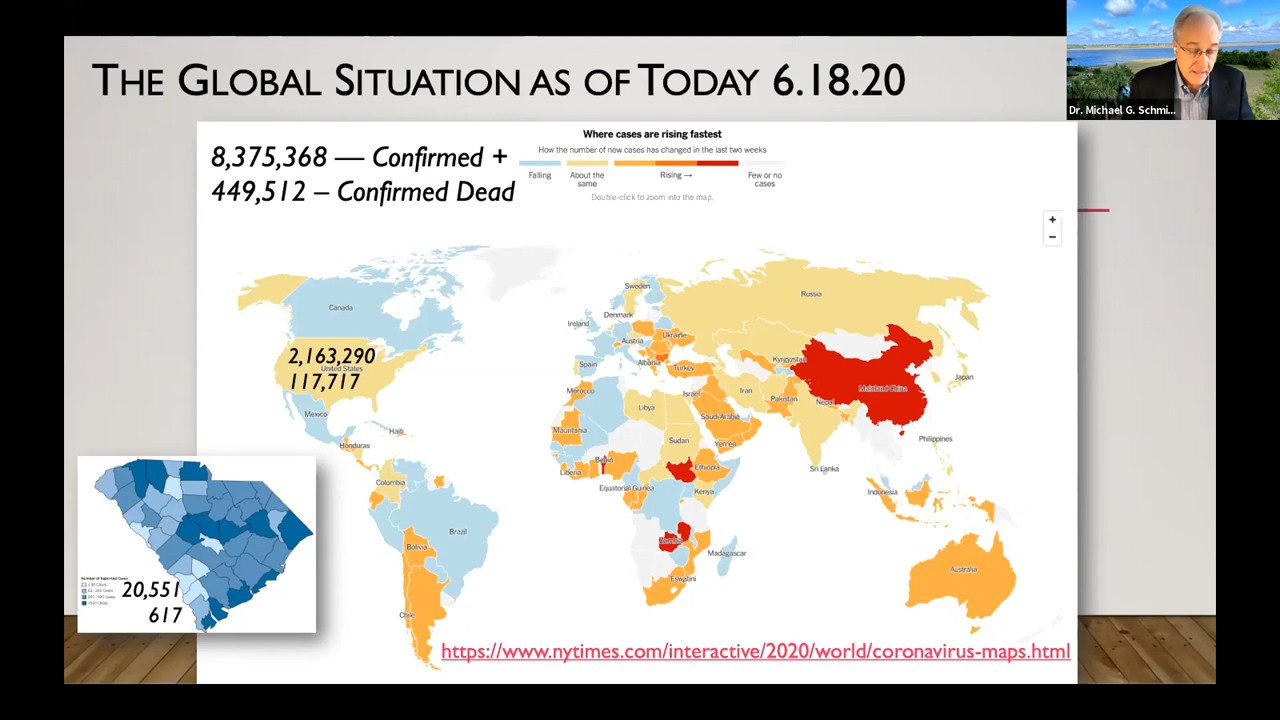 THE GLOBAL SITUATION AS OF TODAY 6.18.20
Dr. Michael G. Schmi...
8,375,368 — Confirmed +
449,512 – Confirmed Dead
Where cases are rising fastest
How the number of new cases has changed in the last two weeks
Falling
About the same
Rising →
Few or no cases
Double-click to zoom into the map.
+
−
Canada
2,163,290
United States
117,717
Mexico
Haiti
Honduras
Colombia
Brazil
Bolivia
Chile
Sweden
Denmark
Ireland
Austria
Ukraine
Spain
Albania
Turkey
Morocco
Israel
Libya
Mauritania
Sudan
Saudi Arabia
Yemen
Benin
Liberia
Ethiopia
Equatorial Guinea
Kenya
Zambia
Madagascar
Eswatini
Russia
Kyrgyzstan
Iran
Pakistan
Nepal
Mainland China
Japan
Philippines
Sri Lanka
Indonesia
Australia
Number of Reported Cases
20,551
617
https://www.nytimes.com/interactive/2020/world/coronavirus-maps.html